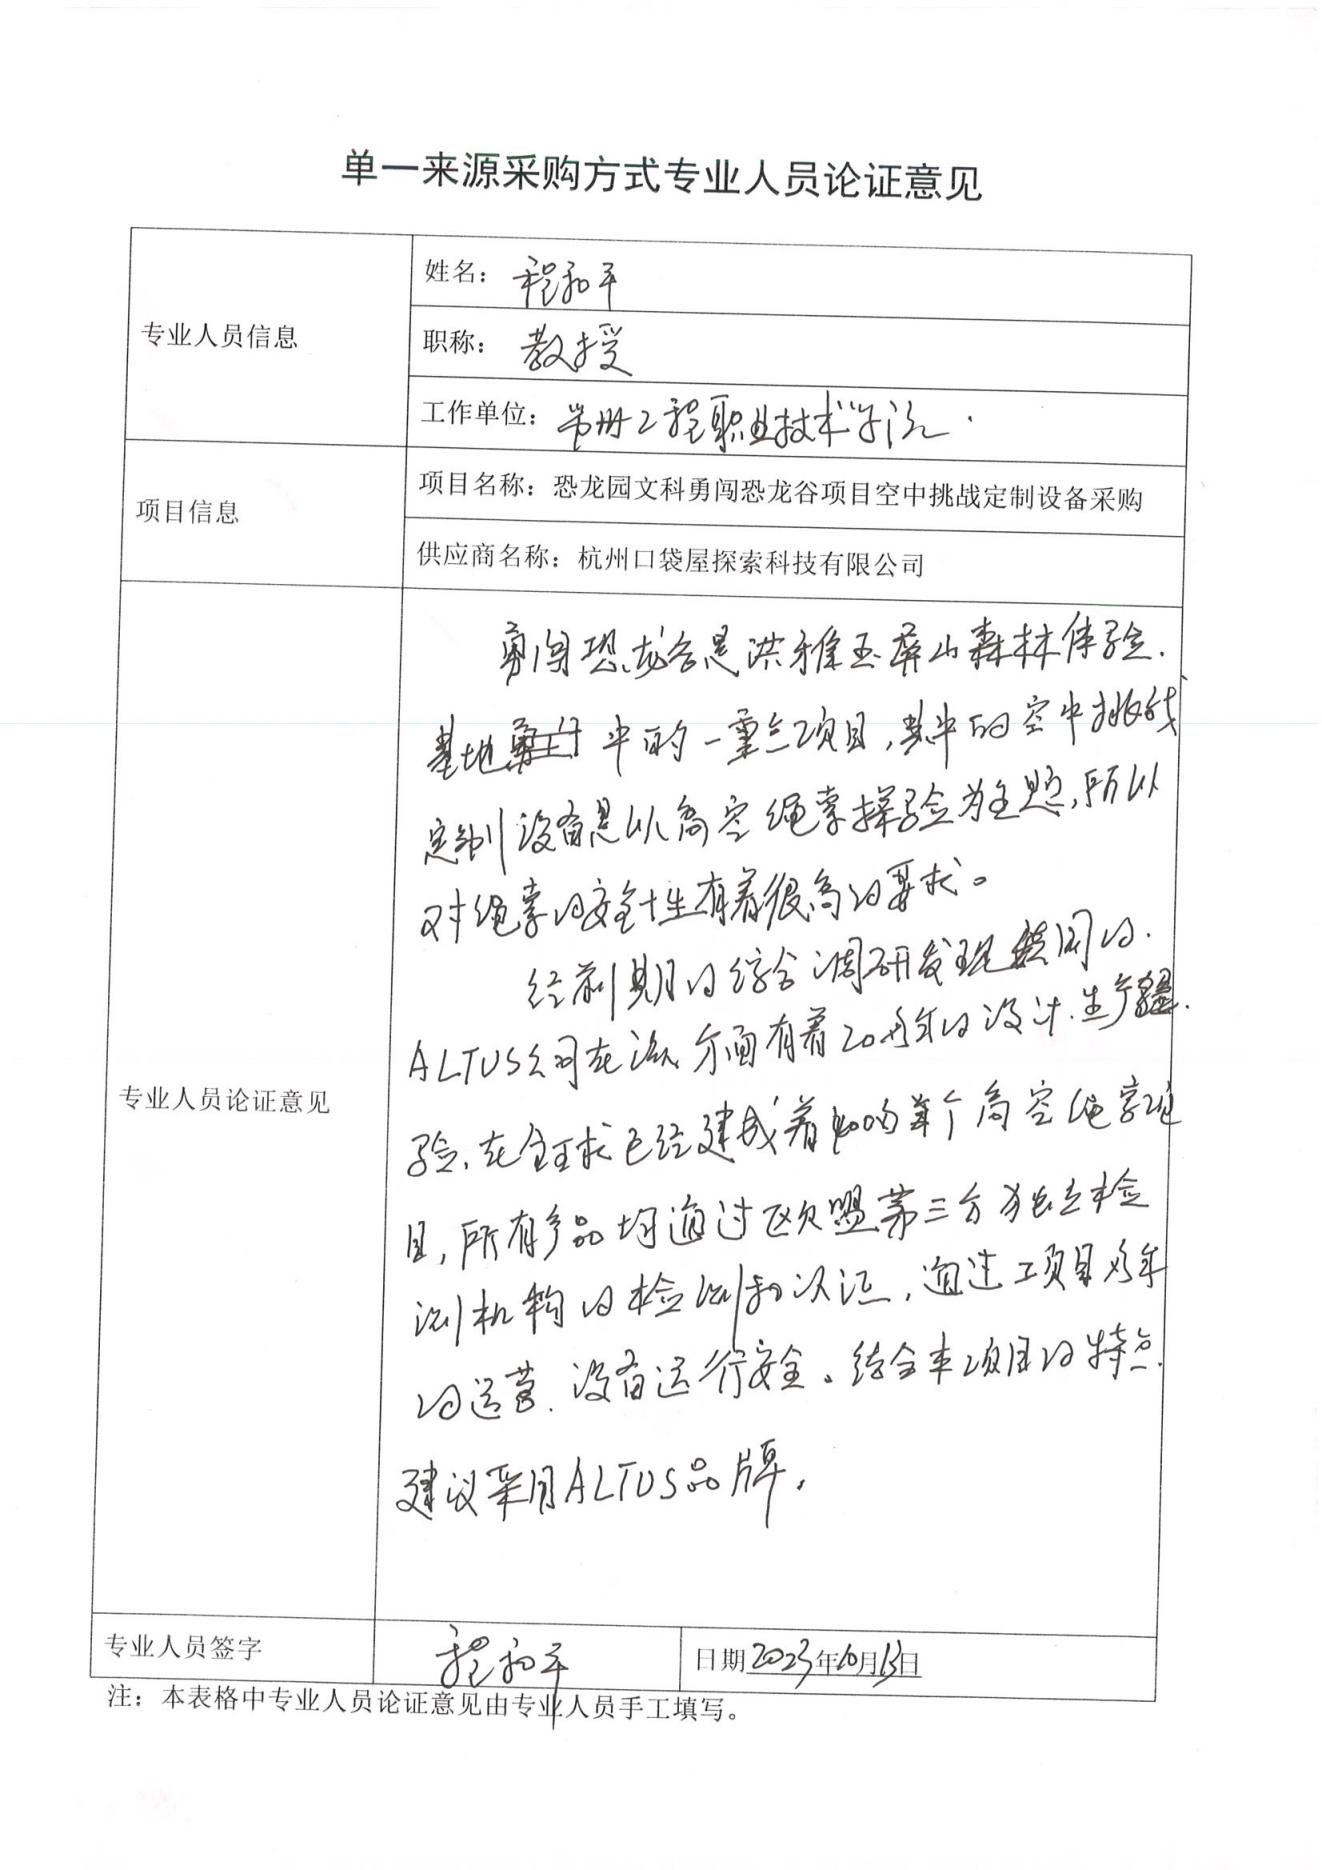 单一来源采购方式专业人员论证意见
专业人员信息
姓名：程和平
职称：教授
工作单位：常州工程职业技术学院.
项目信息
项目名称：恐龙园文科勇闯恐龙谷项目空中挑战定制设备采购
供应商名称：杭州口袋屋探索科技有限公司
专业人员论证意见
勇闯恐龙谷是洪雅玉屏山森林体验.
基地中的一重点项目，其中的空中挑战
定制设备是以高空绳索探险为主题，所以
对绳索的安全性有着很高的要求。
经前期的综合调研发现 的.
ALTUS公司在该方面有着20多年的设计.生产经
验，在全球已经建成着 个高空绳索项
目，所有产品均通过欧盟第三方独立检
测机构的检测和认证，通过 项目多年
的运营.设备运行安全。结合本项目的特点.
建议采用ALTUS品牌.
专业人员签字
程和平
日期2023年10月13日
注：本表格中专业人员论证意见由专业人员手工填写。